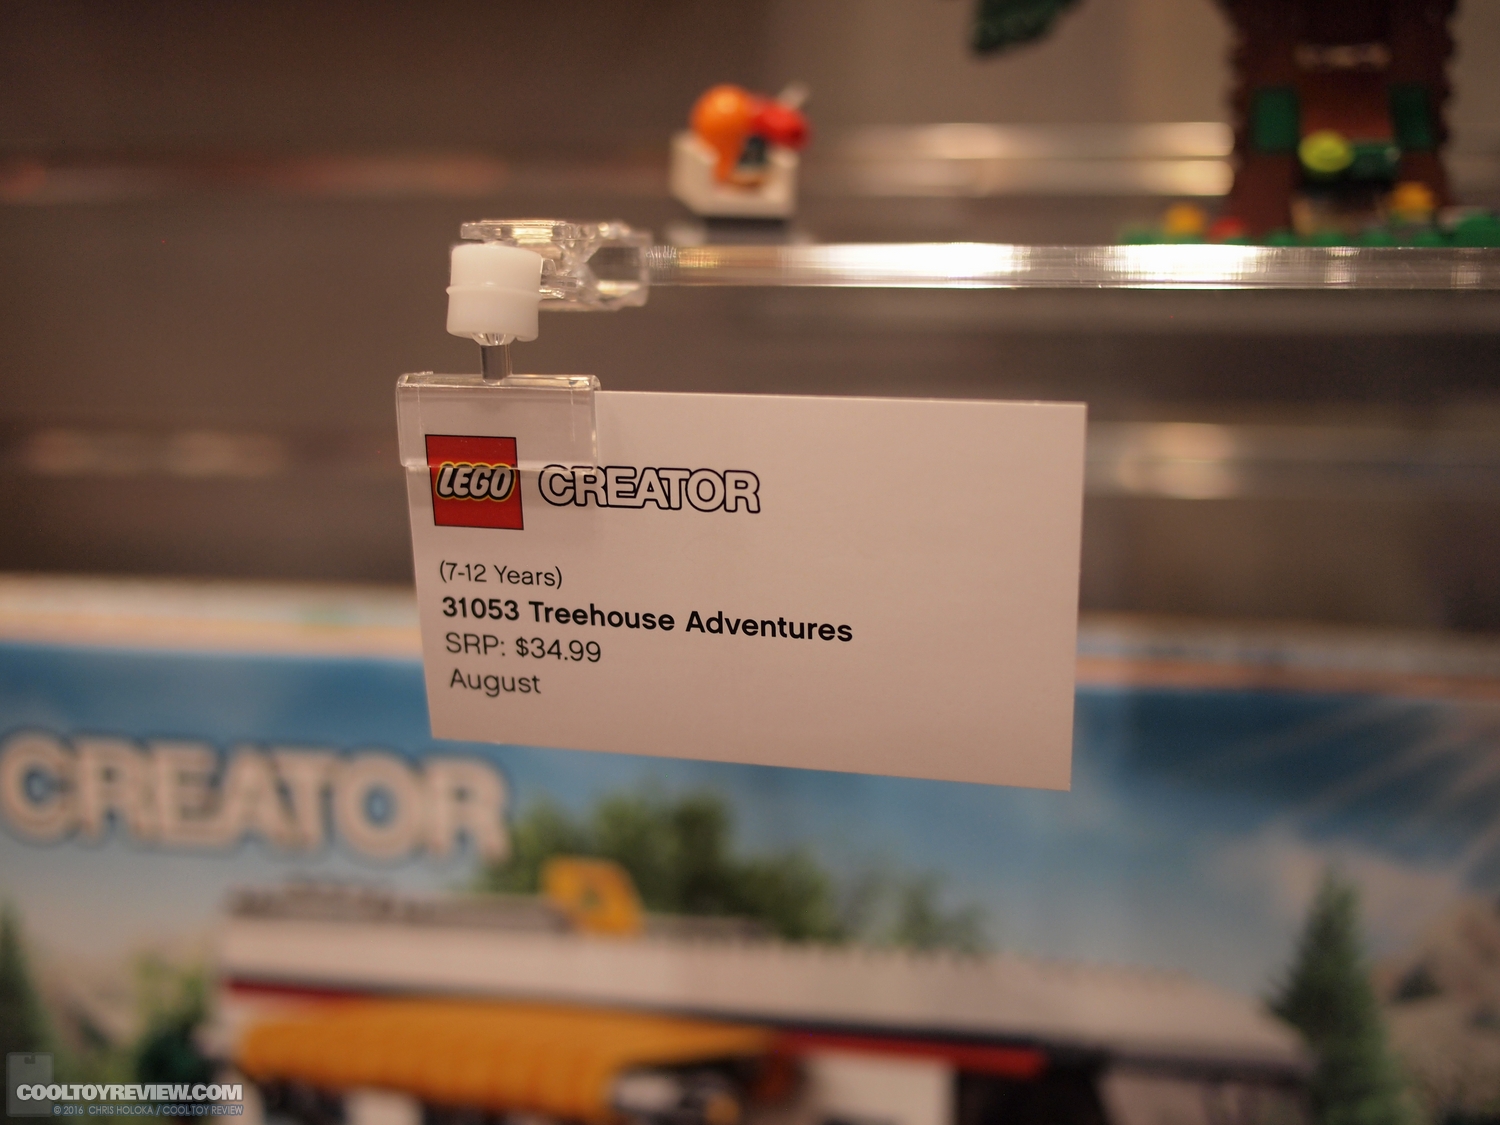 LEGO CREATOR
(7-12 Years)
31053 Treehouse Adventures
SRP: $34.99
August
CREATOR
COOLTOYREVIEW.COM
© 2016 CHRIS HOLOKA / COOLTOY REVIEW